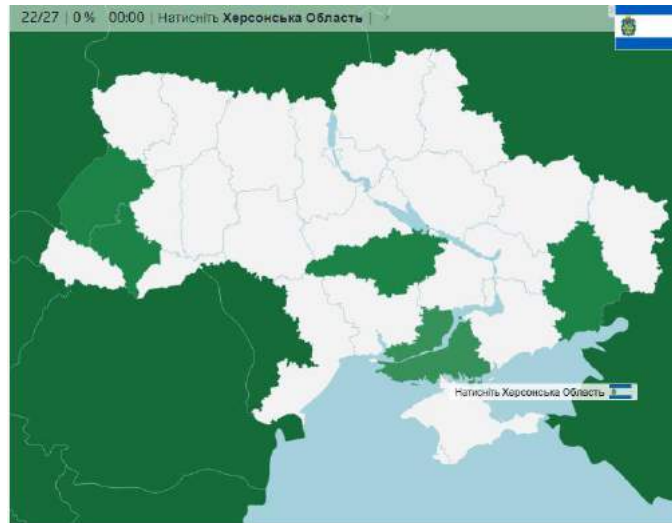 22/27 | 0 % 00:00 | Натисніть Херсонська Область |
Натисніть Херсонська Область